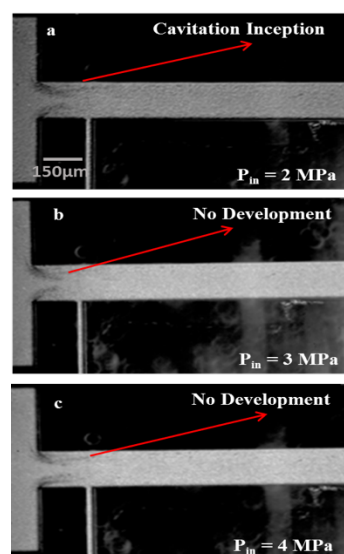 a
Cavitation Inception
150µm
P_in = 2 MPa
b
No Development
P_in = 3 MPa
c
No Development
P_in = 4 MPa